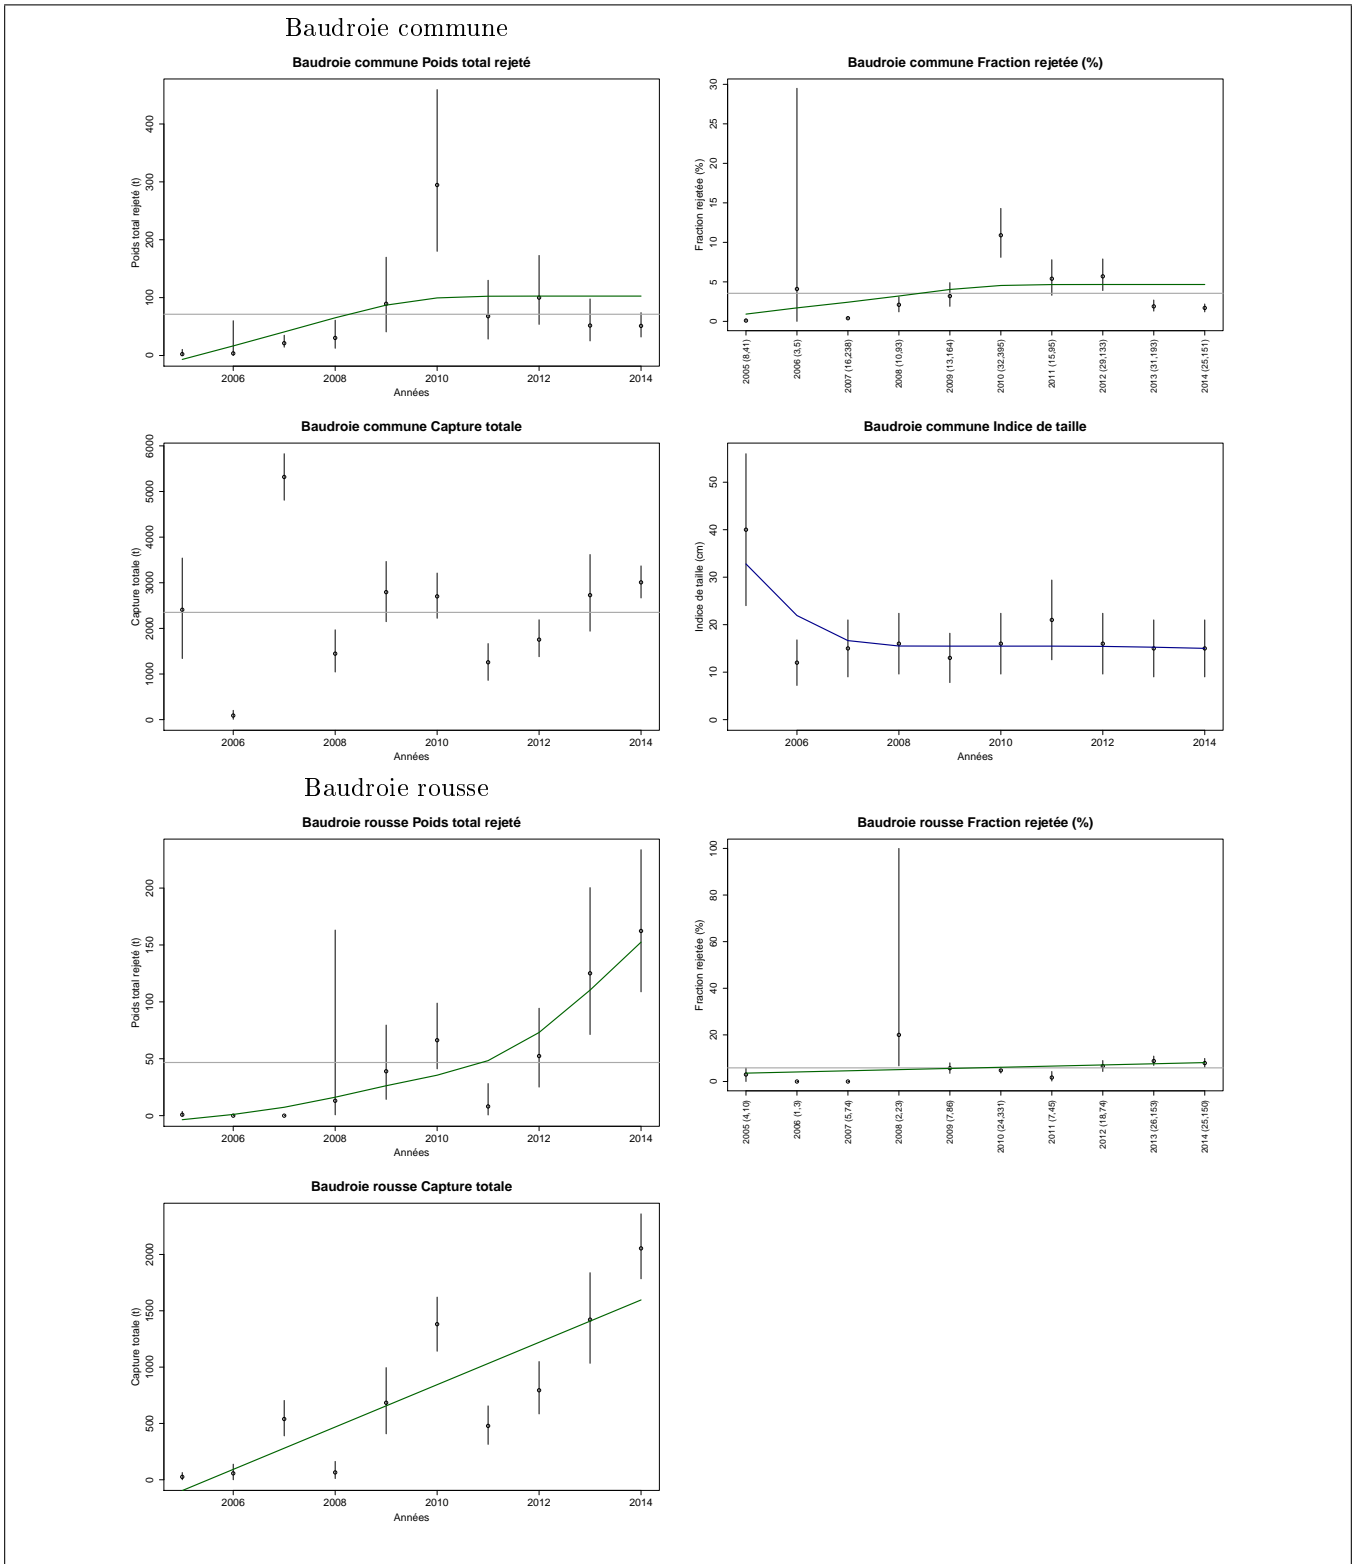 Baudroie commune
Baudroie commune Poids total rejeté
Poids total rejeté (t)
0 100 200 300 400
2006 2008 2010 2012 2014
Années
Baudroie commune Fraction rejetée (%)
Fraction rejetée (%)
0 5 10 15 20 25 30
2005 (8,41)
2006 (3,5)
2007 (16,238)
2008 (10,93)
2009 (13,164)
2010 (32,395)
2011 (15,95)
2012 (29,133)
2013 (31,193)
2014 (25,151)
Baudroie commune Capture totale
Capture totale (t)
0 1000 2000 3000 4000 5000 6000
2006 2008 2010 2012 2014
Années
Baudroie commune Indice de taille
Indice de taille (cm)
0 10 20 30 40 50
2006 2008 2010 2012 2014
Années
Baudroie rousse
Baudroie rousse Poids total rejeté
Poids total rejeté (t)
0 50 100 150 200
2006 2008 2010 2012 2014
Années
Baudroie rousse Fraction rejetée (%)
Fraction rejetée (%)
0 20 40 60 80 100
2005 (4,10)
2006 (1,3)
2007 (5,74)
2008 (2,23)
2009 (7,86)
2010 (24,331)
2011 (7,45)
2012 (18,74)
2013 (26,153)
2014 (25,150)
Baudroie rousse Capture totale
Capture totale (t)
0 500 1000 1500 2000
2006 2008 2010 2012 2014
Années